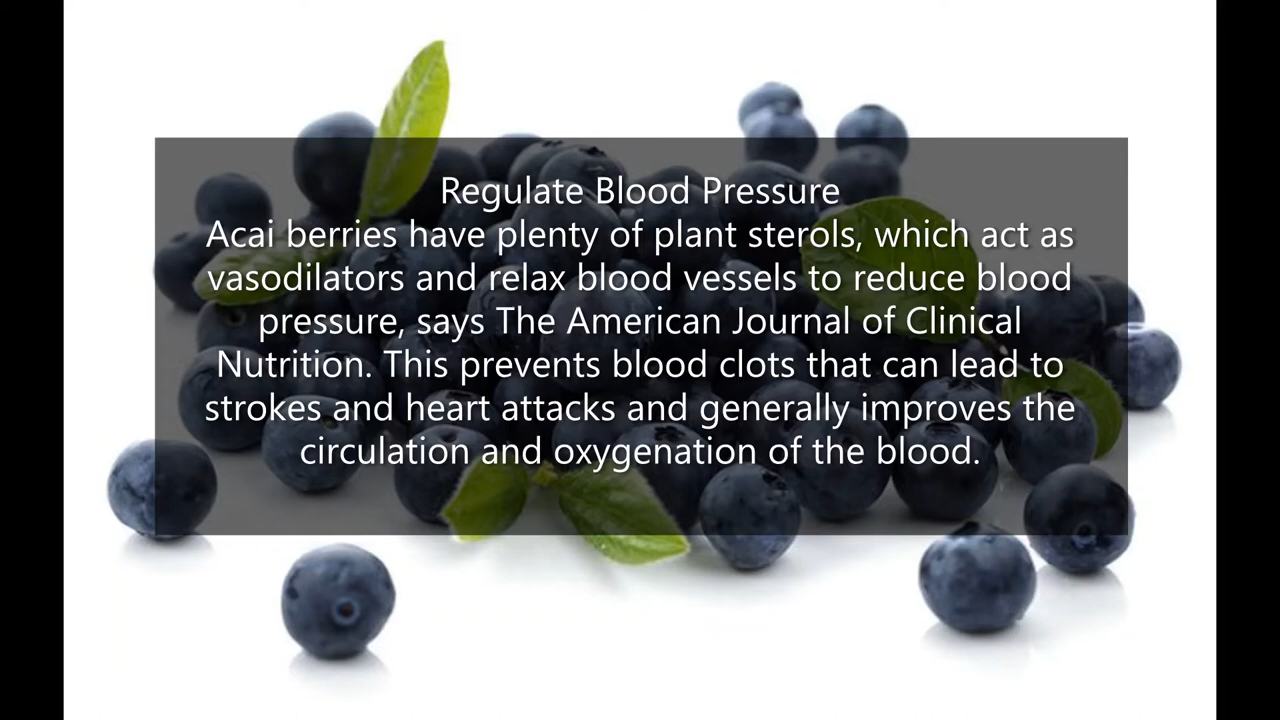 Regulate Blood Pressure
Acai berries have plenty of plant sterols, which act as
vasodilators and relax blood vessels to reduce blood
pressure, says The American Journal of Clinical
Nutrition. This prevents blood clots that can lead to
strokes and heart attacks and generally improves the
circulation and oxygenation of the blood.